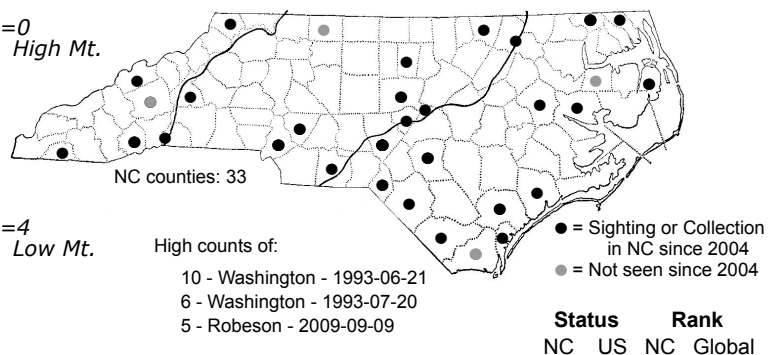 =0
High Mt.
NC counties: 33
=4
Low Mt.
High counts of:
10 - Washington - 1993-06-21
6 - Washington - 1993-07-20
5 - Robeson - 2009-09-09
= Sighting or Collection
in NC since 2004
= Not seen since 2004
Status Rank
NC US NC Global